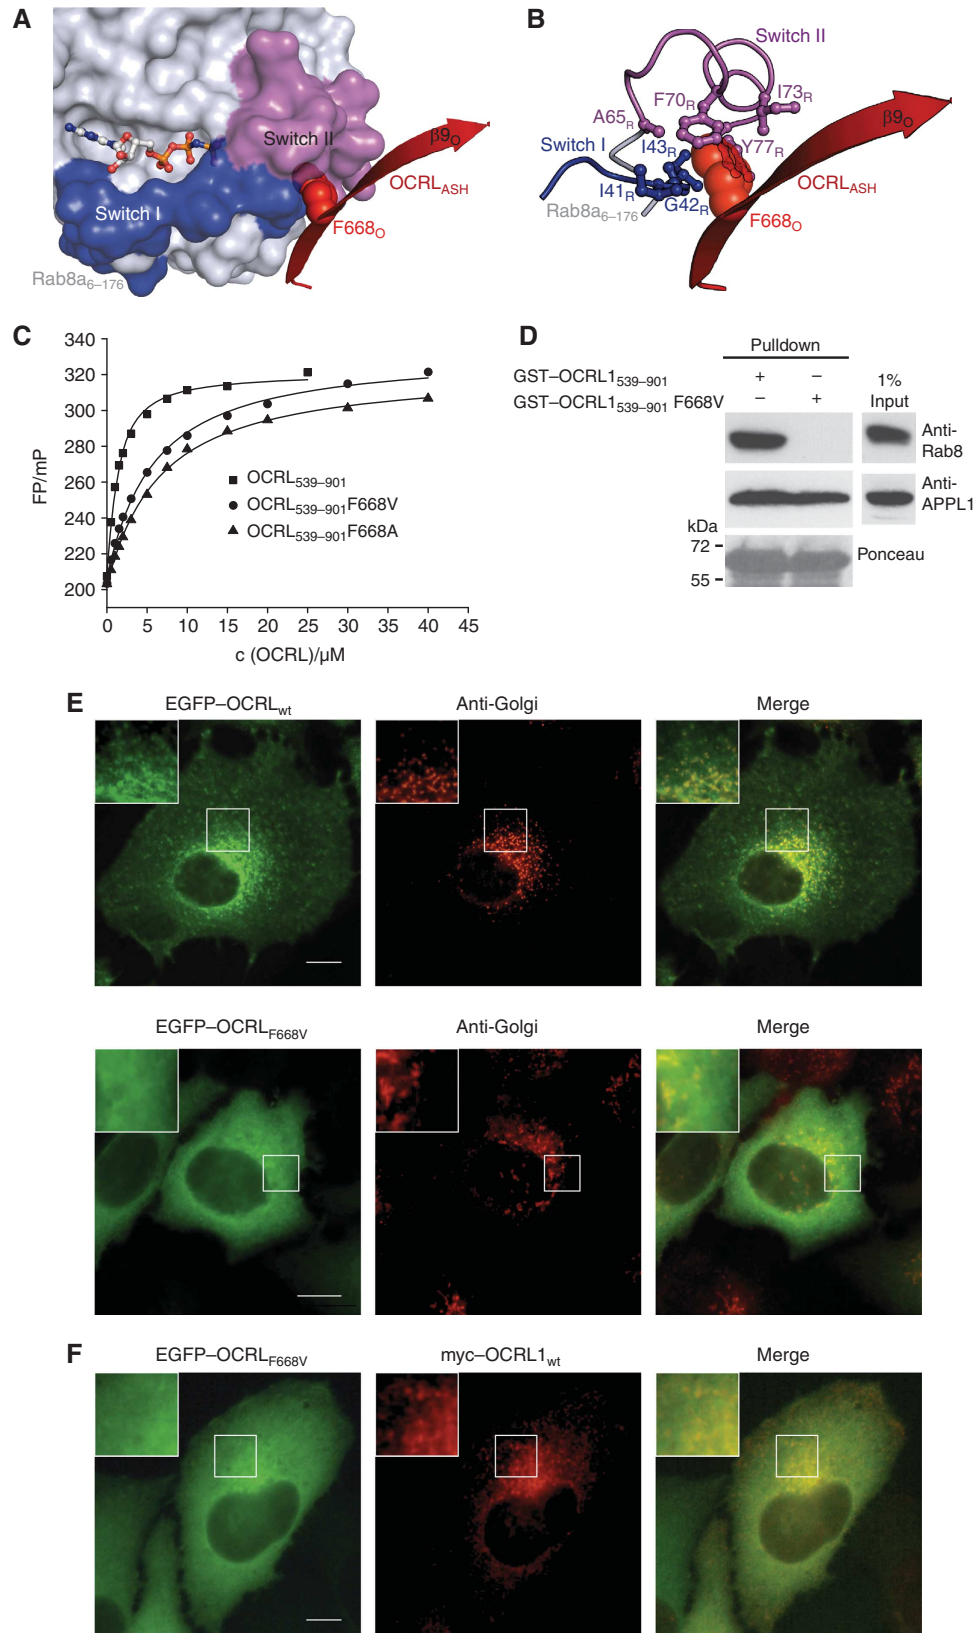 A
Switch II
β9O
OCRLASH
Switch I
F668O
Rab8a6–176
B
Switch II
F70R
I73R
A65R
β9O
Switch I
I43R
Y77R
OCRLASH
I41R
G42R
Rab8a6–176
F668O
C
340
320
300
280
260
240
220
200
FP/mP
OCRL539–901
OCRL539–901F668V
OCRL539–901F668A
0 5 10 15 20 25 30 35 40 45
c (OCRL)/µM
D
Pulldown
GST–OCRL1539–901 + – 1%
GST–OCRL1539–901 F668V – + Input
Anti-
Rab8
Anti-
APPL1
kDa
72
55
Ponceau
E
EGFP–OCRLwt
Anti-Golgi
Merge
EGFP–OCRLF668V
Anti-Golgi
Merge
F
EGFP–OCRLF668V
myc–OCRL1wt
Merge